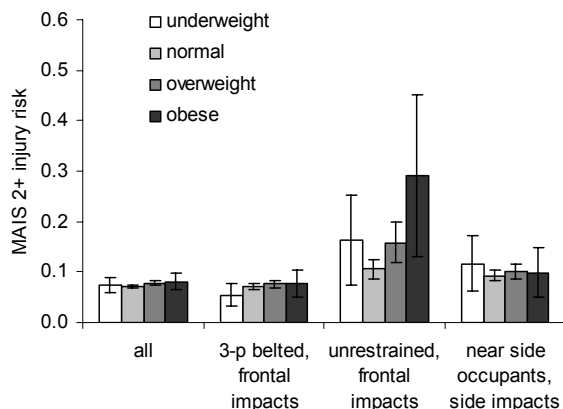 MAIS 2+ injury risk
0.6
0.5
0.4
0.3
0.2
0.1
0.0
underweight
normal
overweight
obese
all
3-p belted,
frontal
impacts
unrestrained,
frontal
impacts
near side
occupants,
side impacts